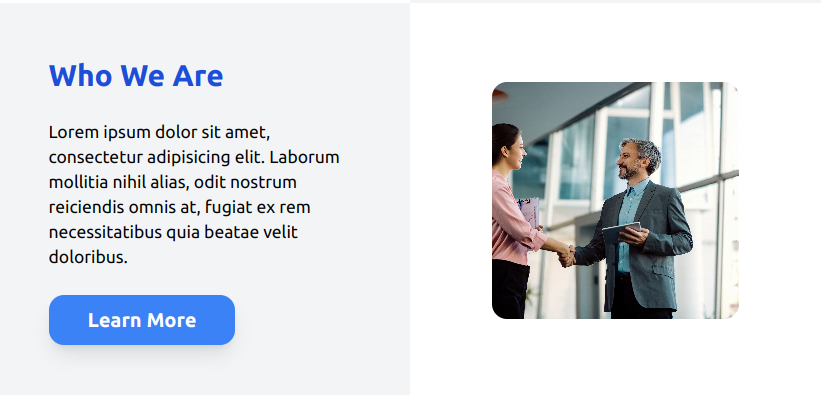 Who We Are
Lorem ipsum dolor sit amet,
consectetur adipisicing elit. Laborum
mollitia nihil alias, odit nostrum
reiciendis omnis at, fugiat ex rem
necessitatibus quia beatae velit
doloribus.
Learn More